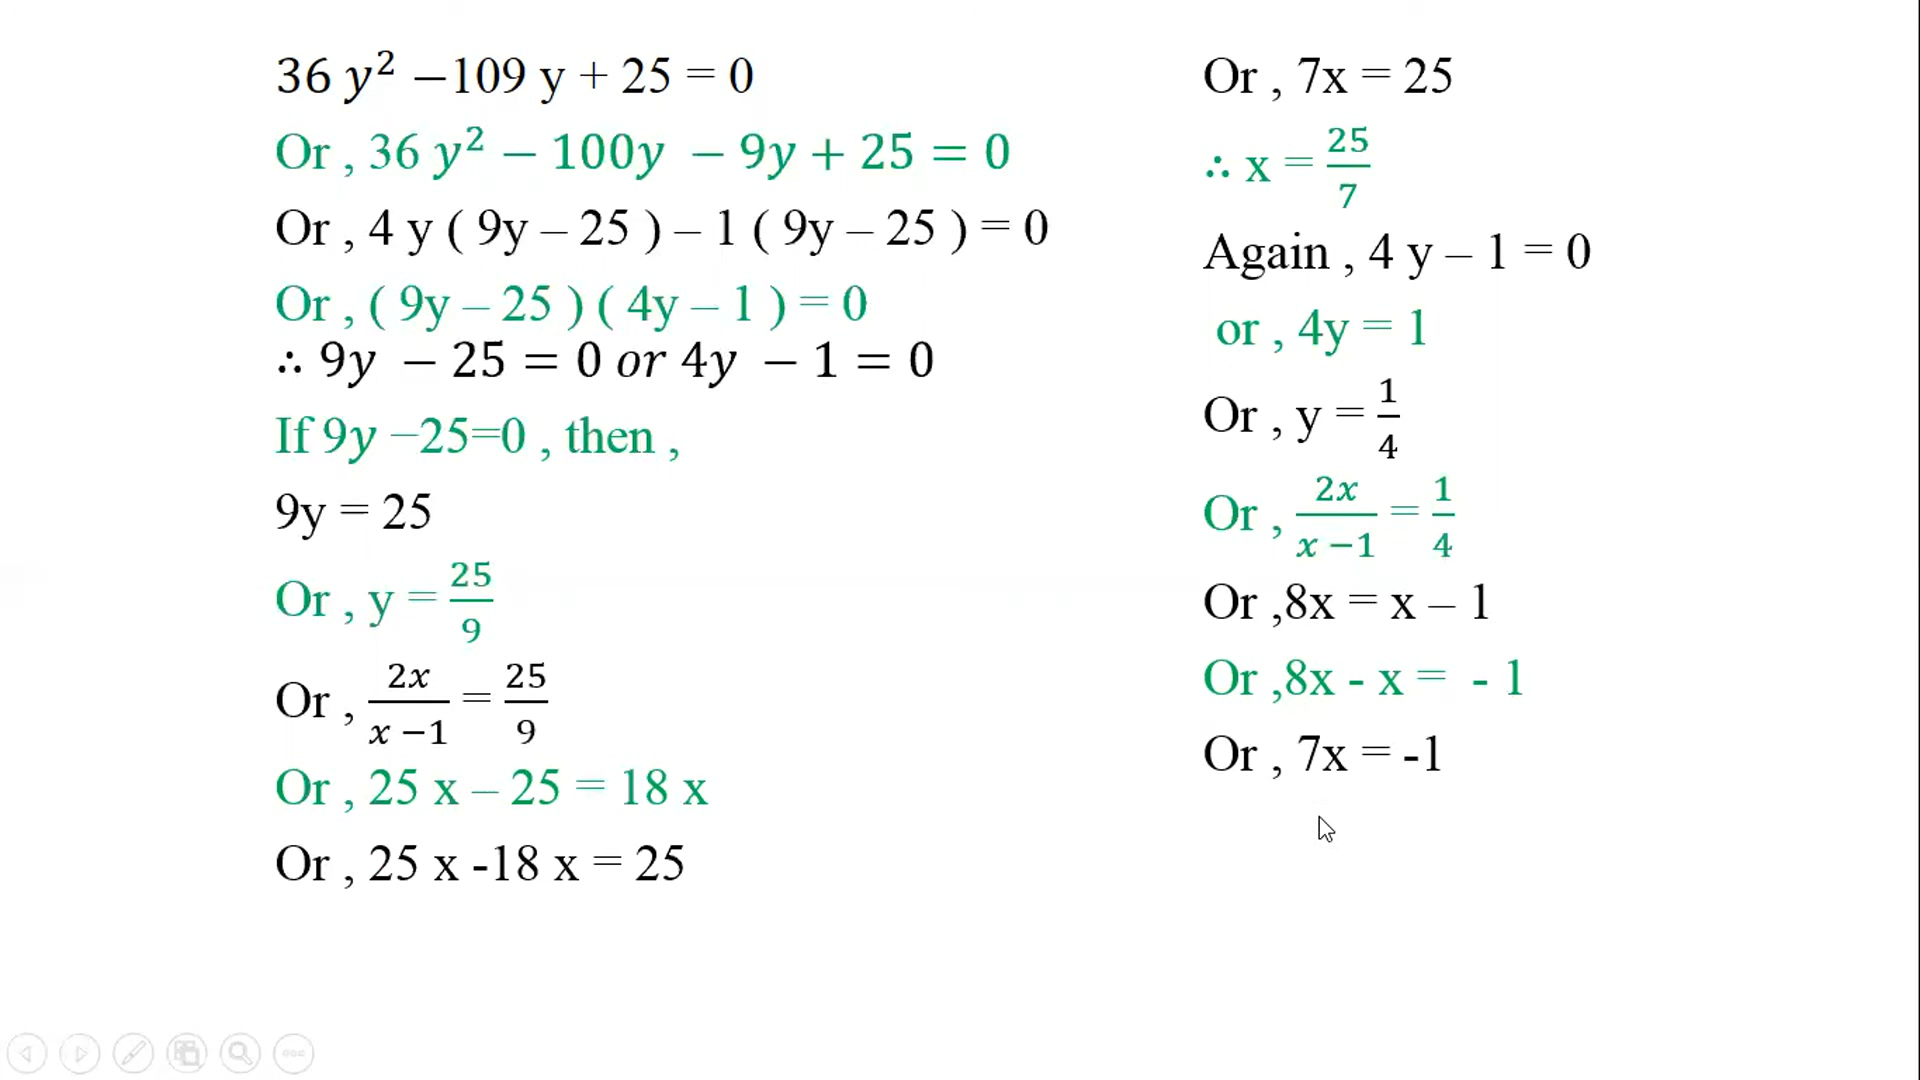 36 y² −109 y + 25 = 0
Or , 36 y² − 100y − 9y + 25 = 0
Or , 4 y ( 9y – 25 ) – 1 ( 9y – 25 ) = 0
Or , ( 9y – 25 ) ( 4y – 1 ) = 0
∴ 9y − 25 = 0 or 4y − 1 = 0
If 9y −25=0 , then ,
9y = 25
Or , y = 25/9
Or , 2x/(x −1) = 25/9
Or , 25 x – 25 = 18 x
Or , 25 x -18 x = 25
Or , 7x = 25
∴ x = 25/7
Again , 4 y – 1 = 0
or , 4y = 1
Or , y = 1/4
Or , 2x/(x −1) = 1/4
Or ,8x = x – 1
Or ,8x - x = - 1
Or , 7x = -1